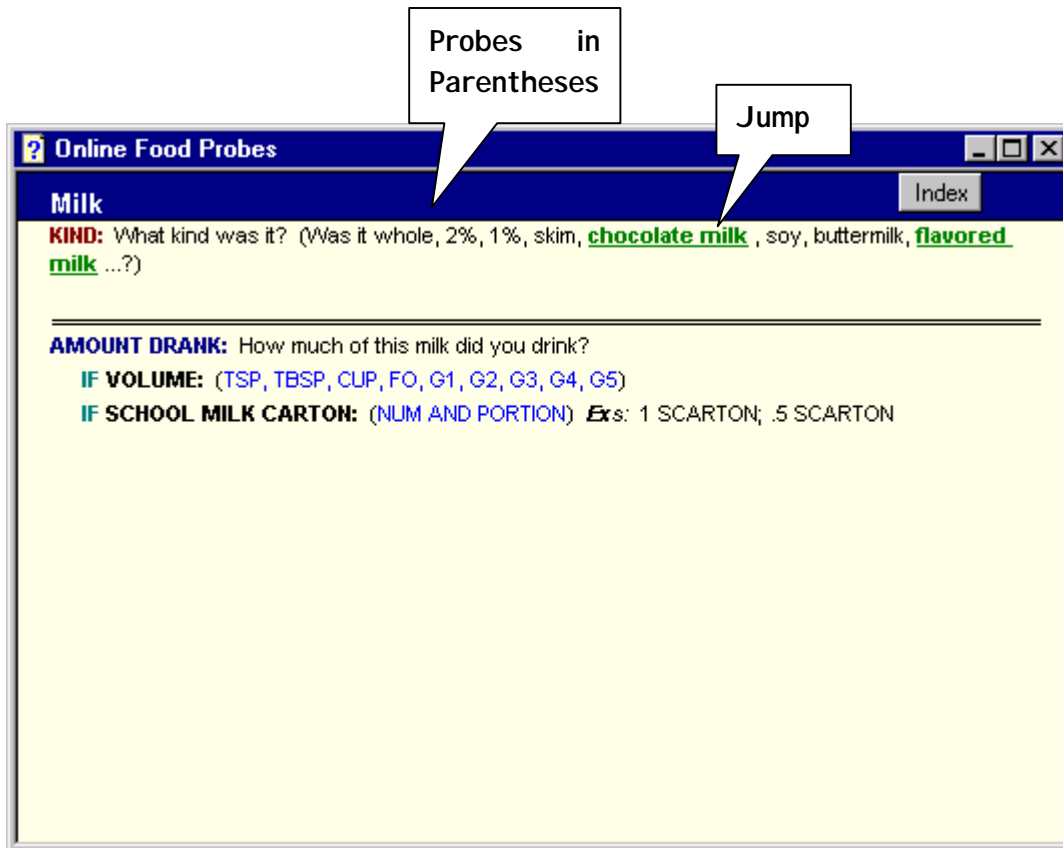 Probes in
Parentheses
Jump
Online Food Probes
Milk
Index
KIND: What kind was it? (Was it whole, 2%, 1%, skim, chocolate milk , soy, buttermilk, flavored
milk ...?)
AMOUNT DRANK: How much of this milk did you drink?
IF VOLUME: (TSP, TBSP, CUP, FO, G1, G2, G3, G4, G5)
IF SCHOOL MILK CARTON: (NUM AND PORTION) Exs: 1 SCARTON; .5 SCARTON